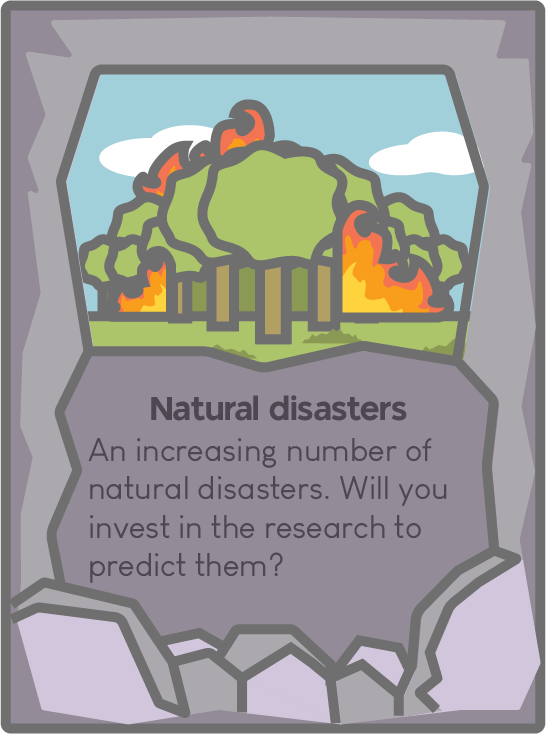 Natural disasters
An increasing number of
natural disasters. Will you
invest in the research to
predict them?